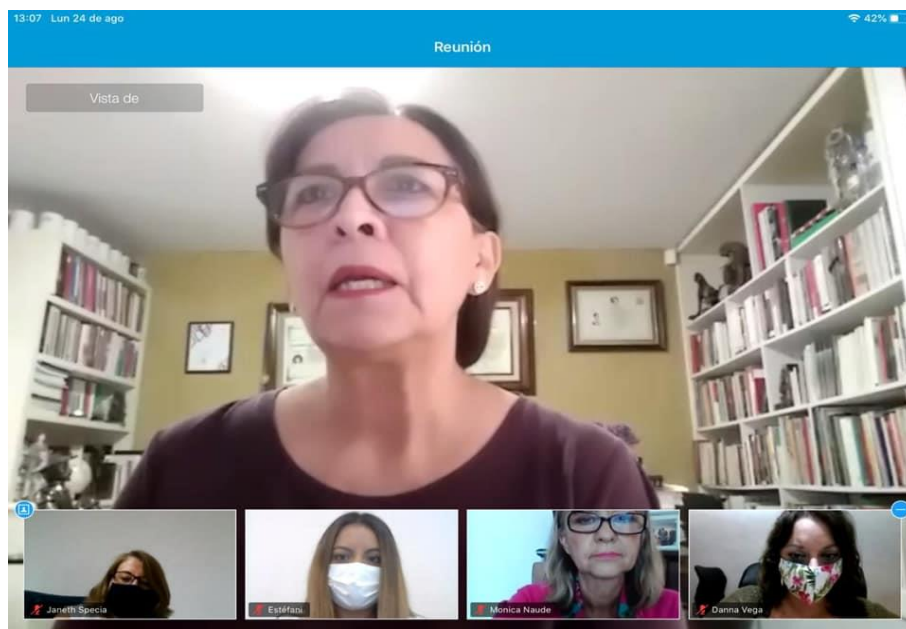 13:07 Lun 24 de ago
42%
Reunión
Vista de
Janeth Specia
Estéfani
Monica Naude
Danna Vega